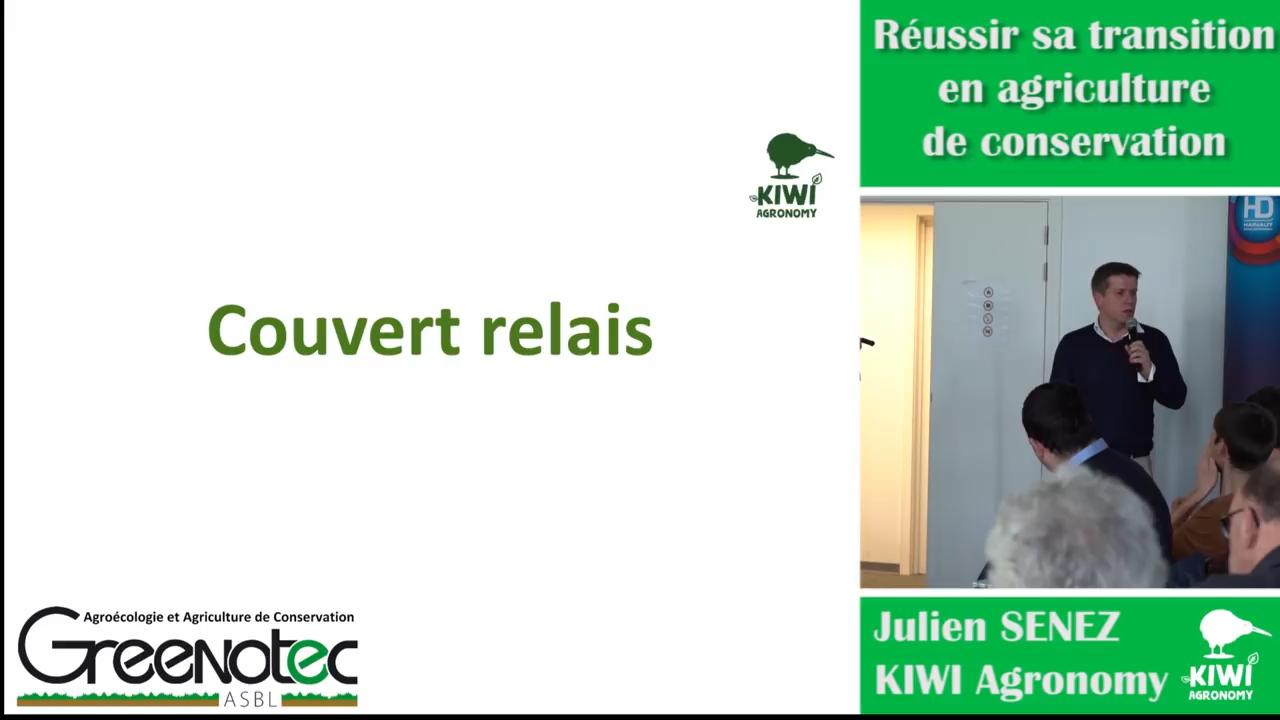 Réussir sa transition
en agriculture
de conservation
KIWI
AGRONOMY
Couvert relais
HD
Agroécologie et Agriculture de Conservation
Greenotec
ASBL
Julien SENEZ
KIWI Agronomy
KIWI
AGRONOMY